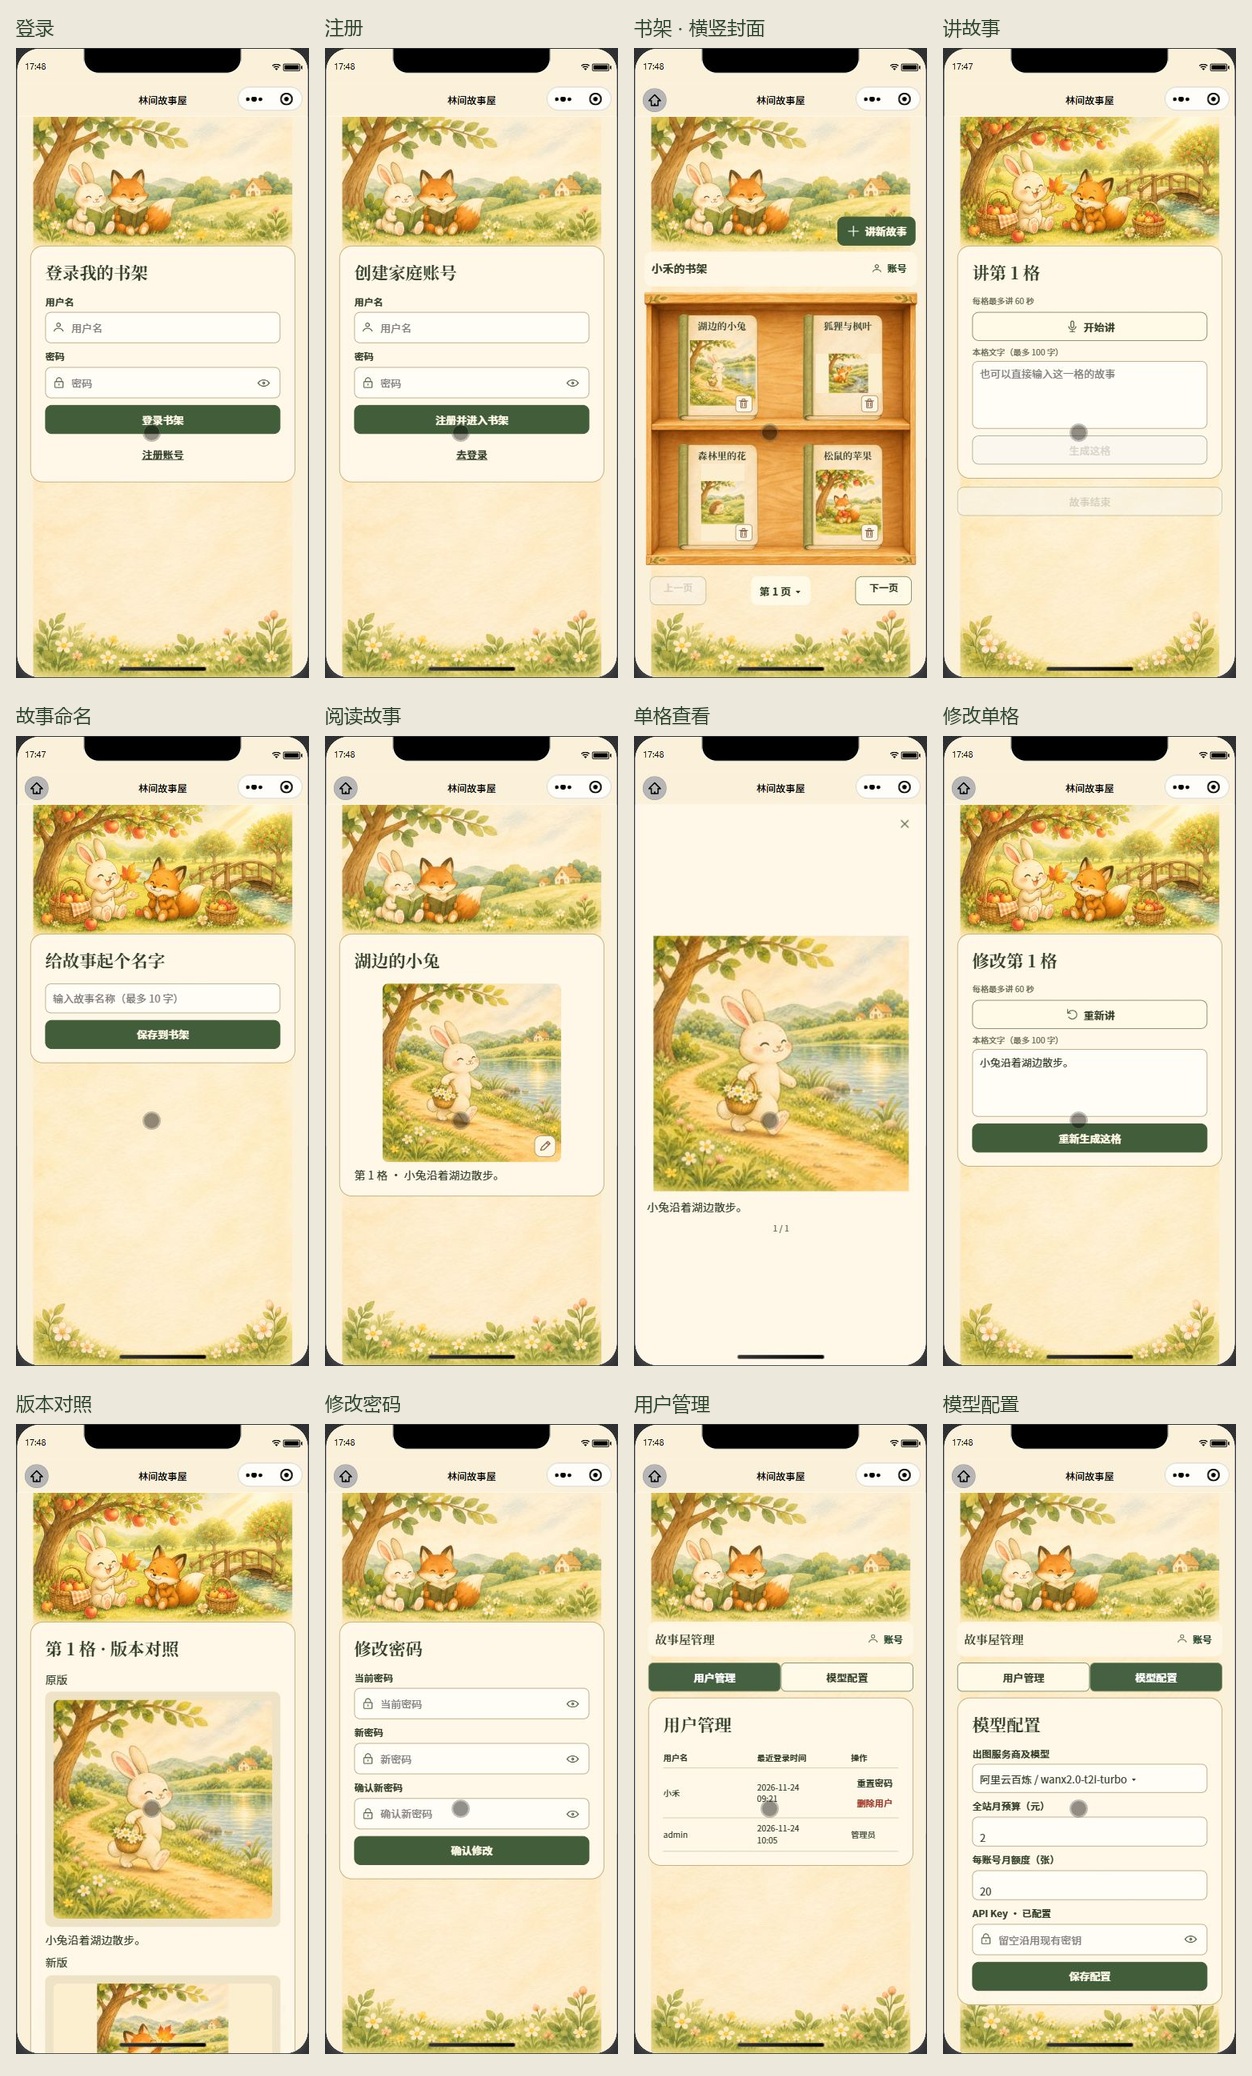 登录
17:48
林间故事屋
登录我的书架
用户名
用户名
密码
密码
登录书架
注册账号
注册
17:48
林间故事屋
创建家庭账号
用户名
用户名
密码
密码
注册并进入书架
去登录
书架 · 横竖封面
17:48
林间故事屋
讲新故事
小禾的书架
账号
湖边的小兔
狐狸与枫叶
森林里的花
松鼠的苹果
上一页
第 1 页
下一页
讲故事
17:47
林间故事屋
讲第 1 格
每格最多讲 60 秒
开始讲
本格文字（最多 100 字）
也可以直接输入这一格的故事
生成这格
故事结束
故事命名
17:47
林间故事屋
给故事起个名字
输入故事名称（最多 10 字）
保存到书架
阅读故事
17:48
林间故事屋
湖边的小兔
第 1 格 · 小兔沿着湖边散步。
单格查看
17:48
林间故事屋
小兔沿着湖边散步。
1 / 1
修改单格
17:48
林间故事屋
修改第 1 格
每格最多讲 60 秒
重新讲
本格文字（最多 100 字）
小兔沿着湖边散步。
重新生成这格
版本对照
17:48
林间故事屋
第 1 格 · 版本对照
原版
小兔沿着湖边散步。
新版
修改密码
17:48
林间故事屋
修改密码
当前密码
当前密码
新密码
新密码
确认新密码
确认新密码
确认修改
用户管理
17:48
林间故事屋
故事屋管理
账号
用户管理
模型配置
用户管理
用户名
最近登录时间
操作
小禾
2026-11-24
09:21
重置密码
删除用户
admin
2026-11-24
10:05
管理员
模型配置
17:48
林间故事屋
故事屋管理
账号
用户管理
模型配置
模型配置
出图服务商及模型
阿里云百炼 / wanx2.0-t2i-turbo
全站月预算（元）
2
每账号月额度（张）
20
API Key · 已配置
留空沿用现有密钥
保存配置